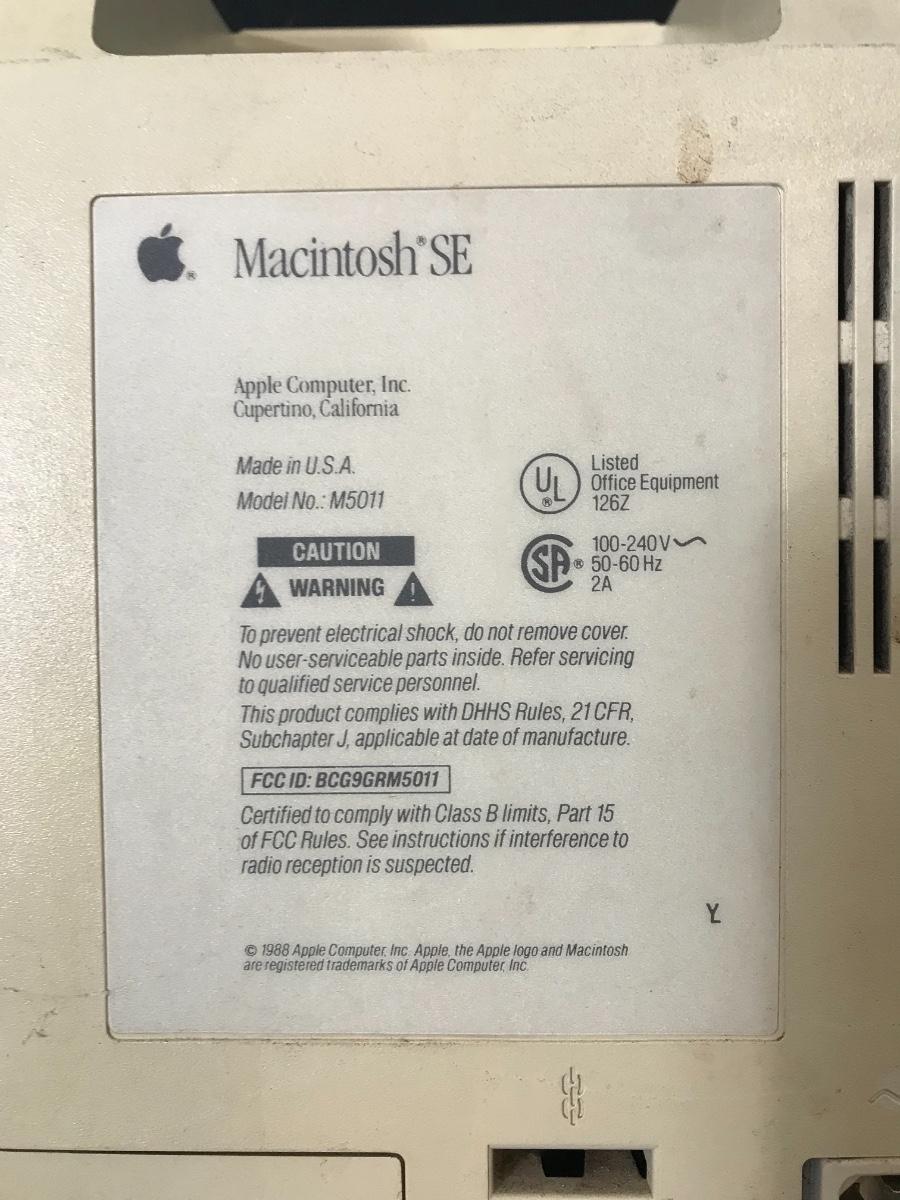 Macintosh® SE
®
Apple Computer, Inc.
Cupertino, California
Made in U.S.A.
Model No.: M5011
UL
®
Listed
Office Equipment
126Z
SA ®
100-240V~
50-60 Hz
2A
CAUTION
WARNING
!
To prevent electrical shock, do not remove cover.
No user-serviceable parts inside. Refer servicing
to qualified service personnel.
This product complies with DHHS Rules, 21 CFR,
Subchapter J, applicable at date of manufacture.
FCC ID: BCG9GRM5011
Certified to comply with Class B limits, Part 15
of FCC Rules. See instructions if interference to
radio reception is suspected.
© 1988 Apple Computer, Inc. Apple, the Apple logo and Macintosh
are registered trademarks of Apple Computer, Inc.